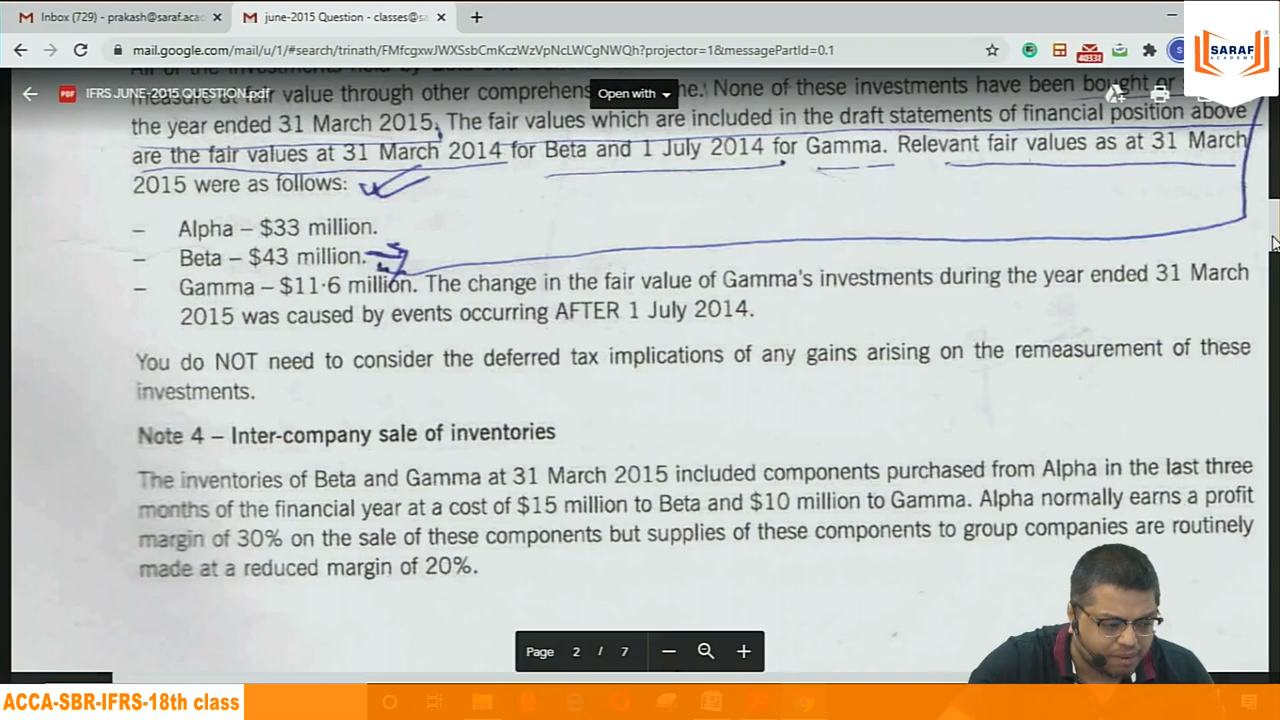 Inbox (729) - prakash@saraf.aca
june-2015 Question - classes@sa
mail.google.com/mail/u/1/#search/trinath/FMfcgxwJWXSsbCmKczWzVpNcLWCgNWQh?projector=1&messagePartId=0.1
SARAF
ACADEMY
IFRS JUNE-2015 QUESTION.pdf
Open with
measure at fair value through other comprehens ne. None of these investments have been bought or
the year ended 31 March 2015. The fair values which are included in the draft statements of financial position above
are the fair values at 31 March 2014 for Beta and 1 July 2014 for Gamma. Relevant fair values as at 31 March
2015 were as follows:
– Alpha – $33 million.
– Beta – $43 million.
– Gamma – $11·6 million. The change in the fair value of Gamma's investments during the year ended 31 March
2015 was caused by events occurring AFTER 1 July 2014.
You do NOT need to consider the deferred tax implications of any gains arising on the remeasurement of these
investments.
Note 4 – Inter-company sale of inventories
The inventories of Beta and Gamma at 31 March 2015 included components purchased from Alpha in the last three
months of the financial year at a cost of $15 million to Beta and $10 million to Gamma. Alpha normally earns a profit
margin of 30% on the sale of these components but supplies of these components to group companies are routinely
made at a reduced margin of 20%.
Page 2 / 7
ACCA-SBR-IFRS-18th class